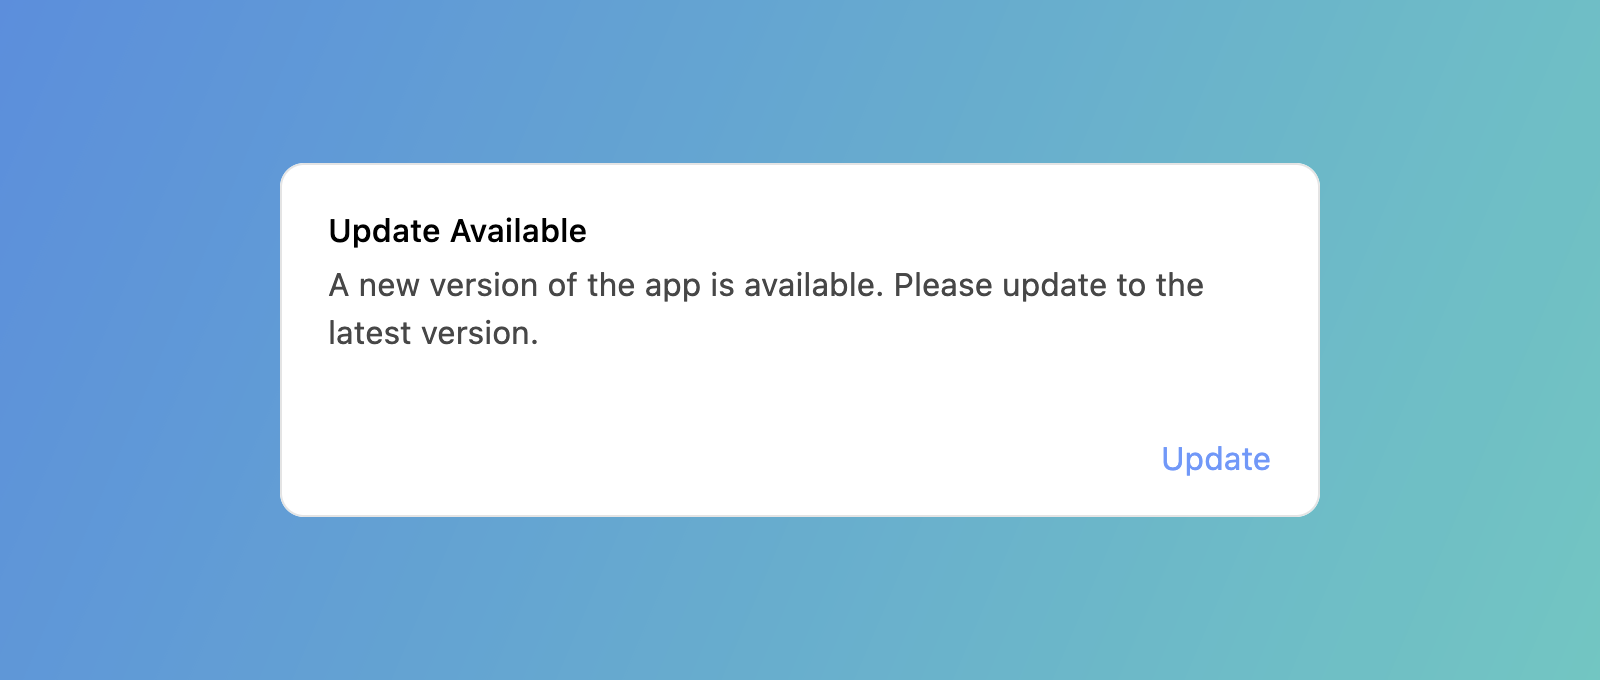 Update Available
A new version of the app is available. Please update to the
latest version.
Update